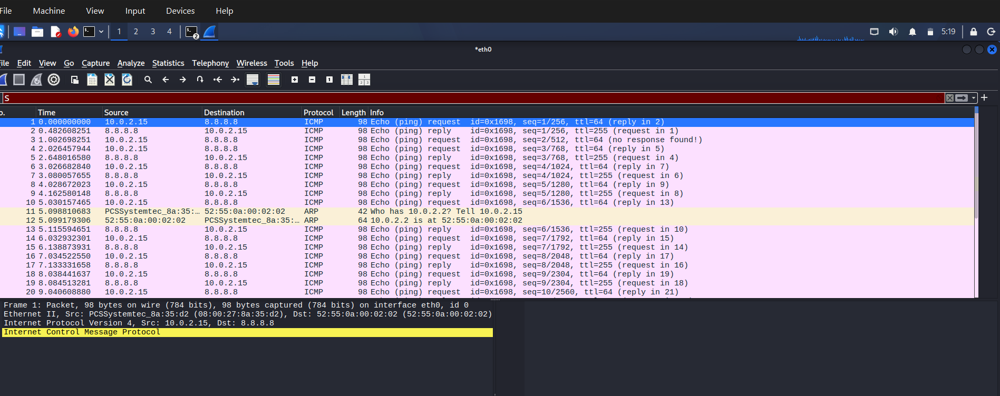 File Machine View Input Devices Help
1 2 3 4 2 5:19
*eth0
File Edit View Go Capture Analyze Statistics Telephony Wireless Tools Help
S
o. Time Source Destination Protocol Length Info
1 0.000000000 10.0.2.15 8.8.8.8 ICMP 98 Echo (ping) request id=0x1698, seq=1/256, ttl=64 (reply in 2)
2 0.482608251 8.8.8.8 10.0.2.15 ICMP 98 Echo (ping) reply id=0x1698, seq=1/256, ttl=255 (request in 1)
3 1.002698251 10.0.2.15 8.8.8.8 ICMP 98 Echo (ping) request id=0x1698, seq=2/512, ttl=64 (no response found!)
4 2.026457944 10.0.2.15 8.8.8.8 ICMP 98 Echo (ping) request id=0x1698, seq=3/768, ttl=64 (reply in 5)
5 2.648016580 8.8.8.8 10.0.2.15 ICMP 98 Echo (ping) reply id=0x1698, seq=3/768, ttl=255 (request in 4)
6 3.026682840 10.0.2.15 8.8.8.8 ICMP 98 Echo (ping) request id=0x1698, seq=4/1024, ttl=64 (reply in 7)
7 3.080057655 8.8.8.8 10.0.2.15 ICMP 98 Echo (ping) reply id=0x1698, seq=4/1024, ttl=255 (request in 6)
8 4.028672023 10.0.2.15 8.8.8.8 ICMP 98 Echo (ping) request id=0x1698, seq=5/1280, ttl=64 (reply in 9)
9 4.162580148 8.8.8.8 10.0.2.15 ICMP 98 Echo (ping) reply id=0x1698, seq=5/1280, ttl=255 (request in 8)
10 5.030157465 10.0.2.15 8.8.8.8 ICMP 98 Echo (ping) request id=0x1698, seq=6/1536, ttl=64 (reply in 13)
11 5.098810683 PCSSystemtec_8a:35:… 52:55:0a:00:02:02 ARP 42 Who has 10.0.2.2? Tell 10.0.2.15
12 5.099179306 52:55:0a:00:02:02 PCSSystemtec_8a:35:… ARP 64 10.0.2.2 is at 52:55:0a:00:02:02
13 5.115594651 8.8.8.8 10.0.2.15 ICMP 98 Echo (ping) reply id=0x1698, seq=6/1536, ttl=255 (request in 10)
14 6.032932301 10.0.2.15 8.8.8.8 ICMP 98 Echo (ping) request id=0x1698, seq=7/1792, ttl=64 (reply in 15)
15 6.138873931 8.8.8.8 10.0.2.15 ICMP 98 Echo (ping) reply id=0x1698, seq=7/1792, ttl=255 (request in 14)
16 7.034522550 10.0.2.15 8.8.8.8 ICMP 98 Echo (ping) request id=0x1698, seq=8/2048, ttl=64 (reply in 17)
17 7.133331658 8.8.8.8 10.0.2.15 ICMP 98 Echo (ping) reply id=0x1698, seq=8/2048, ttl=255 (request in 16)
18 8.038441637 10.0.2.15 8.8.8.8 ICMP 98 Echo (ping) request id=0x1698, seq=9/2304, ttl=64 (reply in 19)
19 8.084513281 8.8.8.8 10.0.2.15 ICMP 98 Echo (ping) reply id=0x1698, seq=9/2304, ttl=255 (request in 18)
20 9.040608880 10.0.2.15 8.8.8.8 ICMP 98 Echo (ping) request id=0x1698, seq=10/2560, ttl=64 (reply in 21)
Frame 1: Packet, 98 bytes on wire (784 bits), 98 bytes captured (784 bits) on interface eth0, id 0
Ethernet II, Src: PCSSystemtec_8a:35:d2 (08:00:27:8a:35:d2), Dst: 52:55:0a:00:02:02 (52:55:0a:00:02:02)
Internet Protocol Version 4, Src: 10.0.2.15, Dst: 8.8.8.8
Internet Control Message Protocol